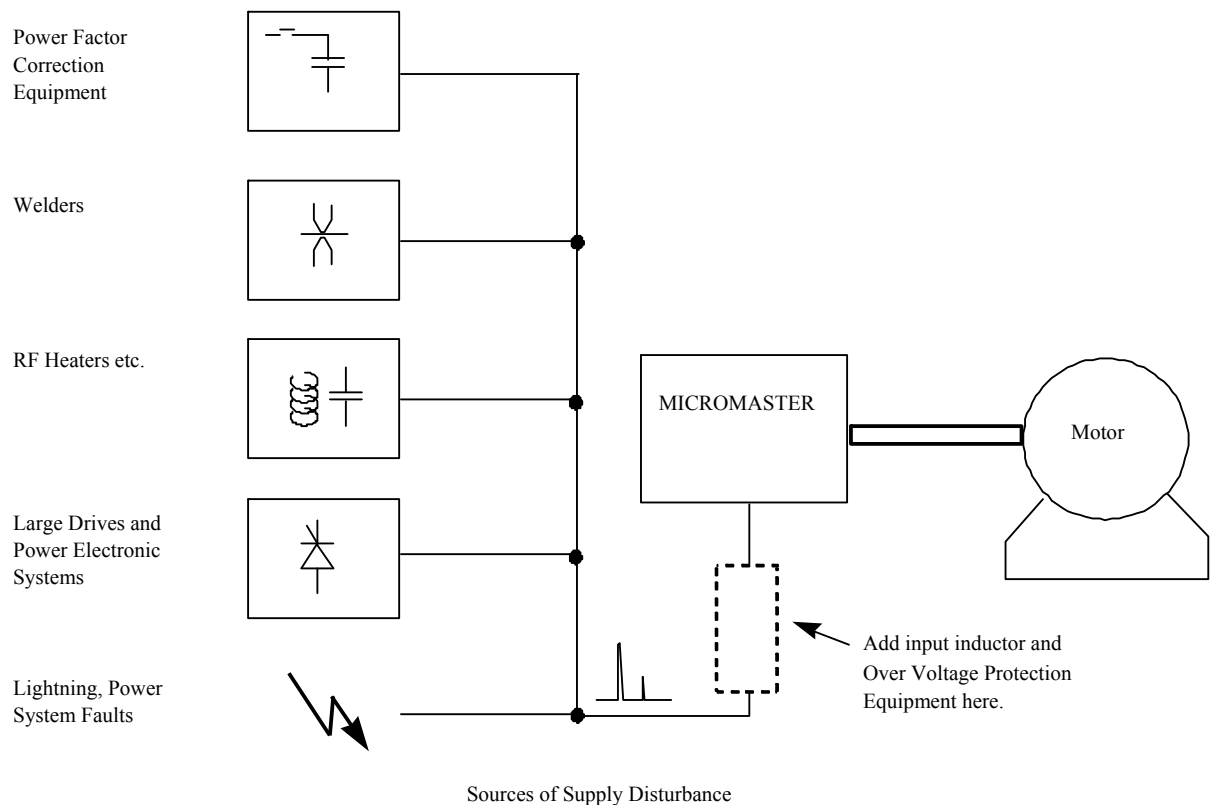 Power Factor
Correction
Equipment
Welders
RF Heaters etc.
MICROMASTER
Motor
Large Drives and
Power Electronic
Systems
Add input inductor and
Over Voltage Protection
Equipment here.
Lightning, Power
System Faults
Sources of Supply Disturbance